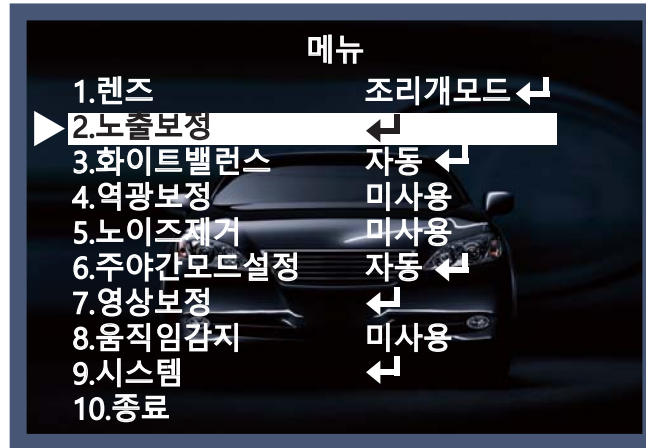 메뉴
1.렌즈 조리개모드 ↵
2.노출보정 ↵
3.화이트밸런스 자동 ↵
4.역광보정 미사용
5.노이즈제거 미사용
6.주야간모드설정 자동 ↵
7.영상보정 ↵
8.움직임감지 미사용
9.시스템 ↵
10.종료